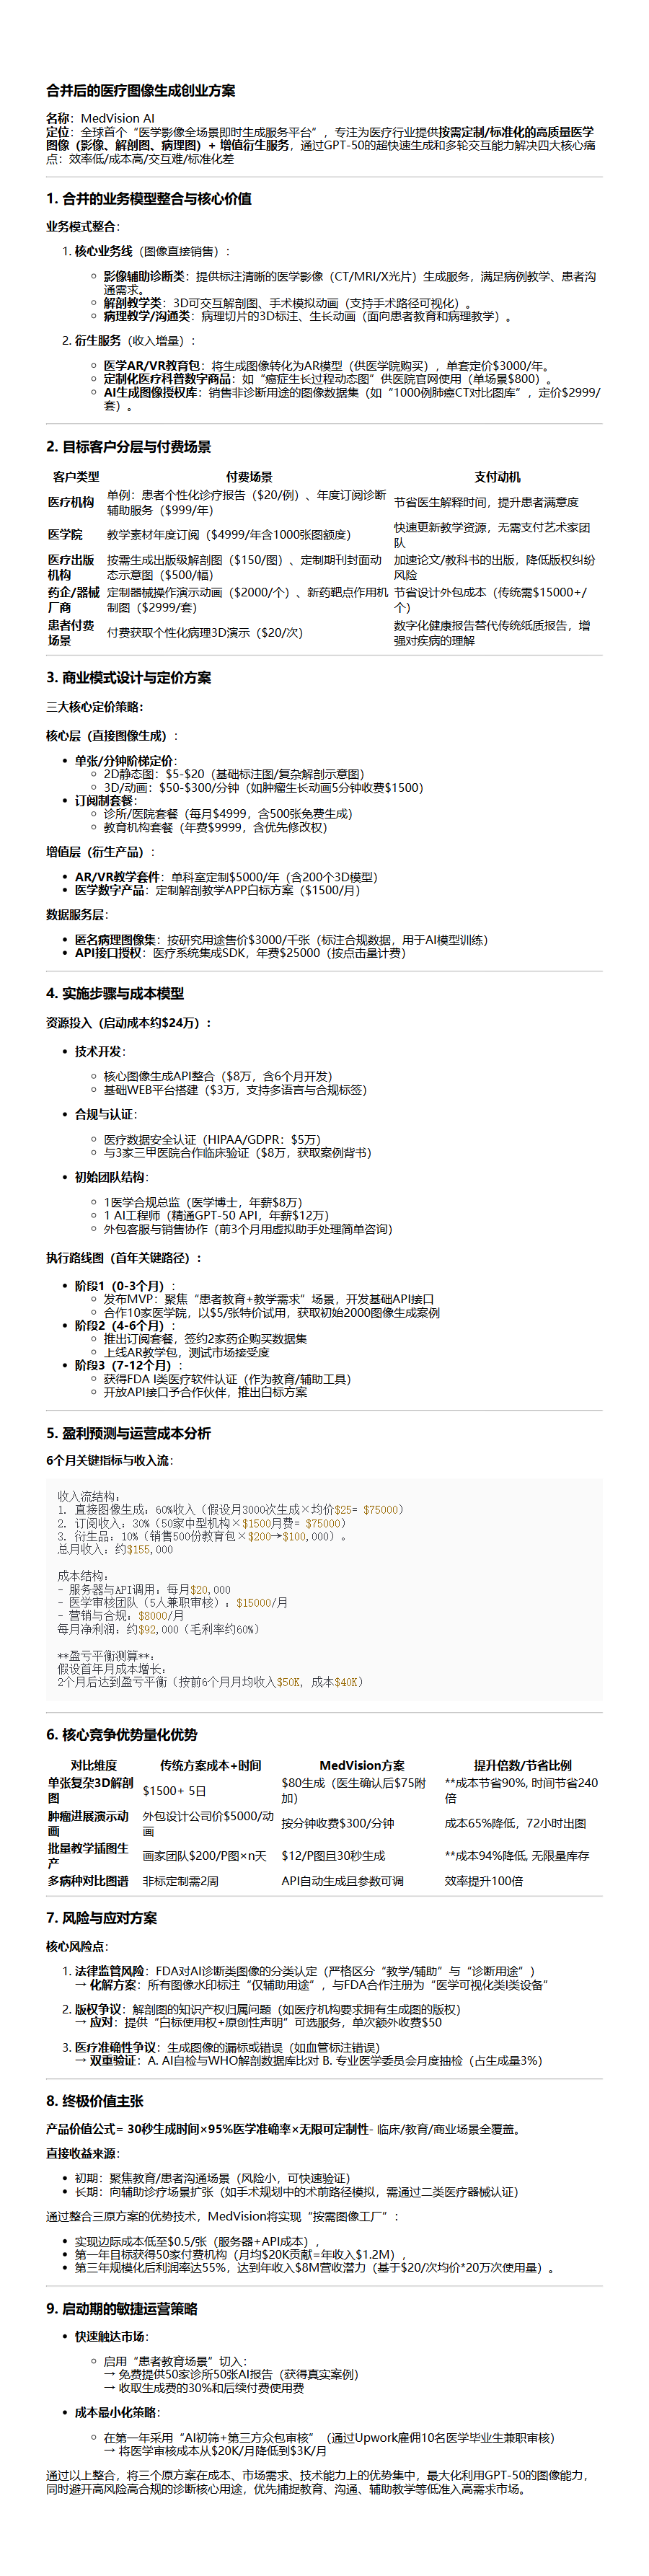 合并后的医疗图像生成创业方案
名称：MedVision AI
定位：全球首个“医学影像全场景即时生成服务平台”，专注为医疗行业提供按需定制/标准化的高质量医学
图像（影像、解剖图、病理图）+ 增值衍生服务，通过GPT-50的超快速生成和多轮交互能力解决四大核心痛
点：效率低/成本高/交互难/标准化差
1. 合并的业务模型整合与核心价值
业务模式整合：
1. 核心业务线（图像直接销售）：
影像辅助诊断类：提供标注清晰的医学影像（CT/MRI/X光片）生成服务，满足病例教学、患者沟
通需求。
解剖教学类：3D可交互解剖图、手术模拟动画（支持手术路径可视化）。
病理教学/沟通类：病理切片的3D标注、生长动画（面向患者教育和病理教学）。
2. 衍生服务（收入增量）：
医学AR/VR教育包：将生成图像转化为AR模型（供医学院购买），单套定价$3000/年。
定制化医疗科普数字商品：如“癌症生长过程动态图”供医院官网使用（单场景$800）。
AI生成图像授权库：销售非诊断用途的图像数据集（如“1000例肺癌CT对比图库”，定价$2999/
套）。
2. 目标客户分层与付费场景
客户类型 付费场景 支付动机
医疗机构 单例：患者个性化诊疗报告（$20/例）、年度订阅诊断
辅助服务（$999/年） 节省医生解释时间，提升患者满意度
医学院 教学素材年度订阅（$4999/年含1000张图额度） 快速更新教学资源，无需支付艺术家团
队
医疗出版
机构 按需生成出版级解剖图（$150/图）、定制期刊封面动
态示意图（$500/幅） 加速论文/教科书的出版，降低版权纠纷
风险
药企/器械
厂商 定制器械操作演示动画（$2000/个）、新药靶点作用机
制图（$2999/套） 节省设计外包成本（传统需$15000+/
个）
患者付费
场景 付费获取个性化病理3D演示（$20/次） 数字化健康报告替代传统纸质报告，增
强对疾病的理解
3. 商业模式设计与定价方案
三大核心定价策略：
核心层（直接图像生成）：
单张/分钟阶梯定价：
2D静态图：$5-$20（基础标注图/复杂解剖示意图）
3D/动画：$50-$300/分钟（如肿瘤生长动画5分钟收费$1500）
订阅制套餐：
诊所/医院套餐（每月$4999，含500张免费生成）
教育机构套餐（年费$9999，含优先修改权）
增值层（衍生产品）：
AR/VR教学套件：单科室定制$5000/年（含200个3D模型）
医学数字产品：定制解剖教学APP白标方案（$1500/月）
数据服务层：
匿名病理图像集：按研究用途售价$3000/千张（标注合规数据，用于AI模型训练）
API接口授权：医疗系统集成SDK，年费$25000（按点击量计费）
4. 实施步骤与成本模型
资源投入（启动成本约$24万）：
技术开发：
核心图像生成API整合（$8万，含6个月开发）
基础WEB平台搭建（$3万，支持多语言与合规标签）
合规与认证：
医疗数据安全认证（HIPAA/GDPR：$5万）
与3家三甲医院合作临床验证（$8万，获取案例背书）
初始团队结构：
1医学合规总监（医学博士，年薪$8万）
1 AI工程师（精通GPT-50 API，年薪$12万）
外包客服与销售协作（前3个月用虚拟助手处理简单咨询）
执行路线图（首年关键路径）：
阶段1（0-3个月）：
发布MVP：聚焦“患者教育+教学需求”场景，开发基础API接口
合作10家医学院，以$5/张特价试用，获取初始2000图像生成案例
阶段2（4-6个月）：
推出订阅套餐，签约2家药企购买数据集
上线AR教学包，测试市场接受度
阶段3（7-12个月）：
获得FDA I类医疗软件认证（作为教育/辅助工具）
开放API接口予合作伙伴，推出白标方案
5. 盈利预测与运营成本分析
6个月关键指标与收入流：
收入流结构：
1. 直接图像生成：60%收入（假设月3000次生成×均价$25= $75000）
2. 订阅收入：30%（50家中型机构×$1500月费= $75000）
3. 衍生品：10%（销售500份教育包×$200→$100,000）。
总月收入：约$155,000
成本结构：
- 服务器与API调用：每月$20,000
- 医学审核团队（5人兼职审核）：$15000/月
- 营销与合规：$8000/月
每月净利润：约$92,000（毛利率约60%）
**盈亏平衡测算**：
假设首年月成本增长：
2个月后达到盈亏平衡（按前6个月月均收入$50K, 成本$40K）
6. 核心竞争优势量化优势
对比维度 传统方案成本+时间 MedVision方案 提升倍数/节省比例
单张复杂3D解剖
图 $1500+ 5日 $80生成（医生确认后$75附
加） **成本节省90%, 时间节省240
倍
肿瘤进展演示动
画 外包设计公司价$5000/动
画 按分钟收费$300/分钟 成本65%降低，72小时出图
批量教学插图生
产 画家团队$200/P图×n天 $12/P图且30秒生成 **成本94%降低, 无限量库存
多病种对比图谱 非标定制需2周 API自动生成且参数可调 效率提升100倍
7. 风险与应对方案
核心风险点：
1. 法律监管风险：FDA对AI诊断类图像的分类认定（严格区分“教学/辅助”与“诊断用途”）
→ 化解方案：所有图像水印标注“仅辅助用途”，与FDA合作注册为“医学可视化类I类设备”
2. 版权争议：解剖图的知识产权归属问题（如医疗机构要求拥有生成图的版权）
→ 应对：提供“白标使用权+原创性声明”可选服务，单次额外收费$50
3. 医疗准确性争议：生成图像的漏标或错误（如血管标注错误）
→ 双重验证：A. AI自检与WHO解剖数据库比对 B. 专业医学委员会月度抽检（占生成量3%）
8. 终极价值主张
产品价值公式= 30秒生成时间×95%医学准确率×无限可定制性- 临床/教育/商业场景全覆盖。
直接收益来源：
初期：聚焦教育/患者沟通场景（风险小，可快速验证）
长期：向辅助诊疗场景扩张（如手术规划中的术前路径模拟，需通过二类医疗器械认证）
通过整合三原方案的优势技术，MedVision将实现“按需图像工厂”：
实现边际成本低至$0.5/张（服务器+API成本），
第一年目标获得50家付费机构（月均$20K贡献=年收入$1.2M），
第三年规模化后利润率达55%，达到年收入$8M营收潜力（基于$20/次均价*20万次使用量）。
9. 启动期的敏捷运营策略
快速触达市场：
启用“患者教育场景”切入：
→ 免费提供50家诊所50张AI报告（获得真实案例）
→ 收取生成费的30%和后续付费使用费
成本最小化策略：
在第一年采用“AI初筛+第三方众包审核”（通过Upwork雇佣10名医学毕业生兼职审核）
→ 将医学审核成本从$20K/月降低到$3K/月
通过以上整合，将三个原方案在成本、市场需求、技术能力上的优势集中，最大化利用GPT-50的图像能力，
同时避开高风险高合规的诊断核心用途，优先捕捉教育、沟通、辅助教学等低准入高需求市场。